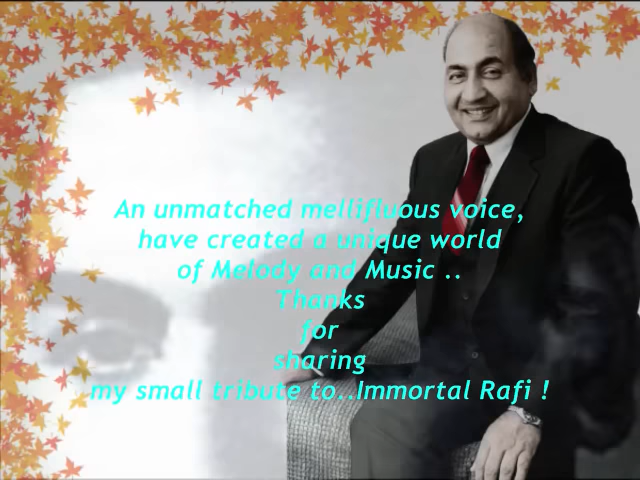 An unmatched mellifluous voice,
have created a unique world
of Melody and Music ..
Thanks
for
sharing
my small tribute to..Immortal Rafi !